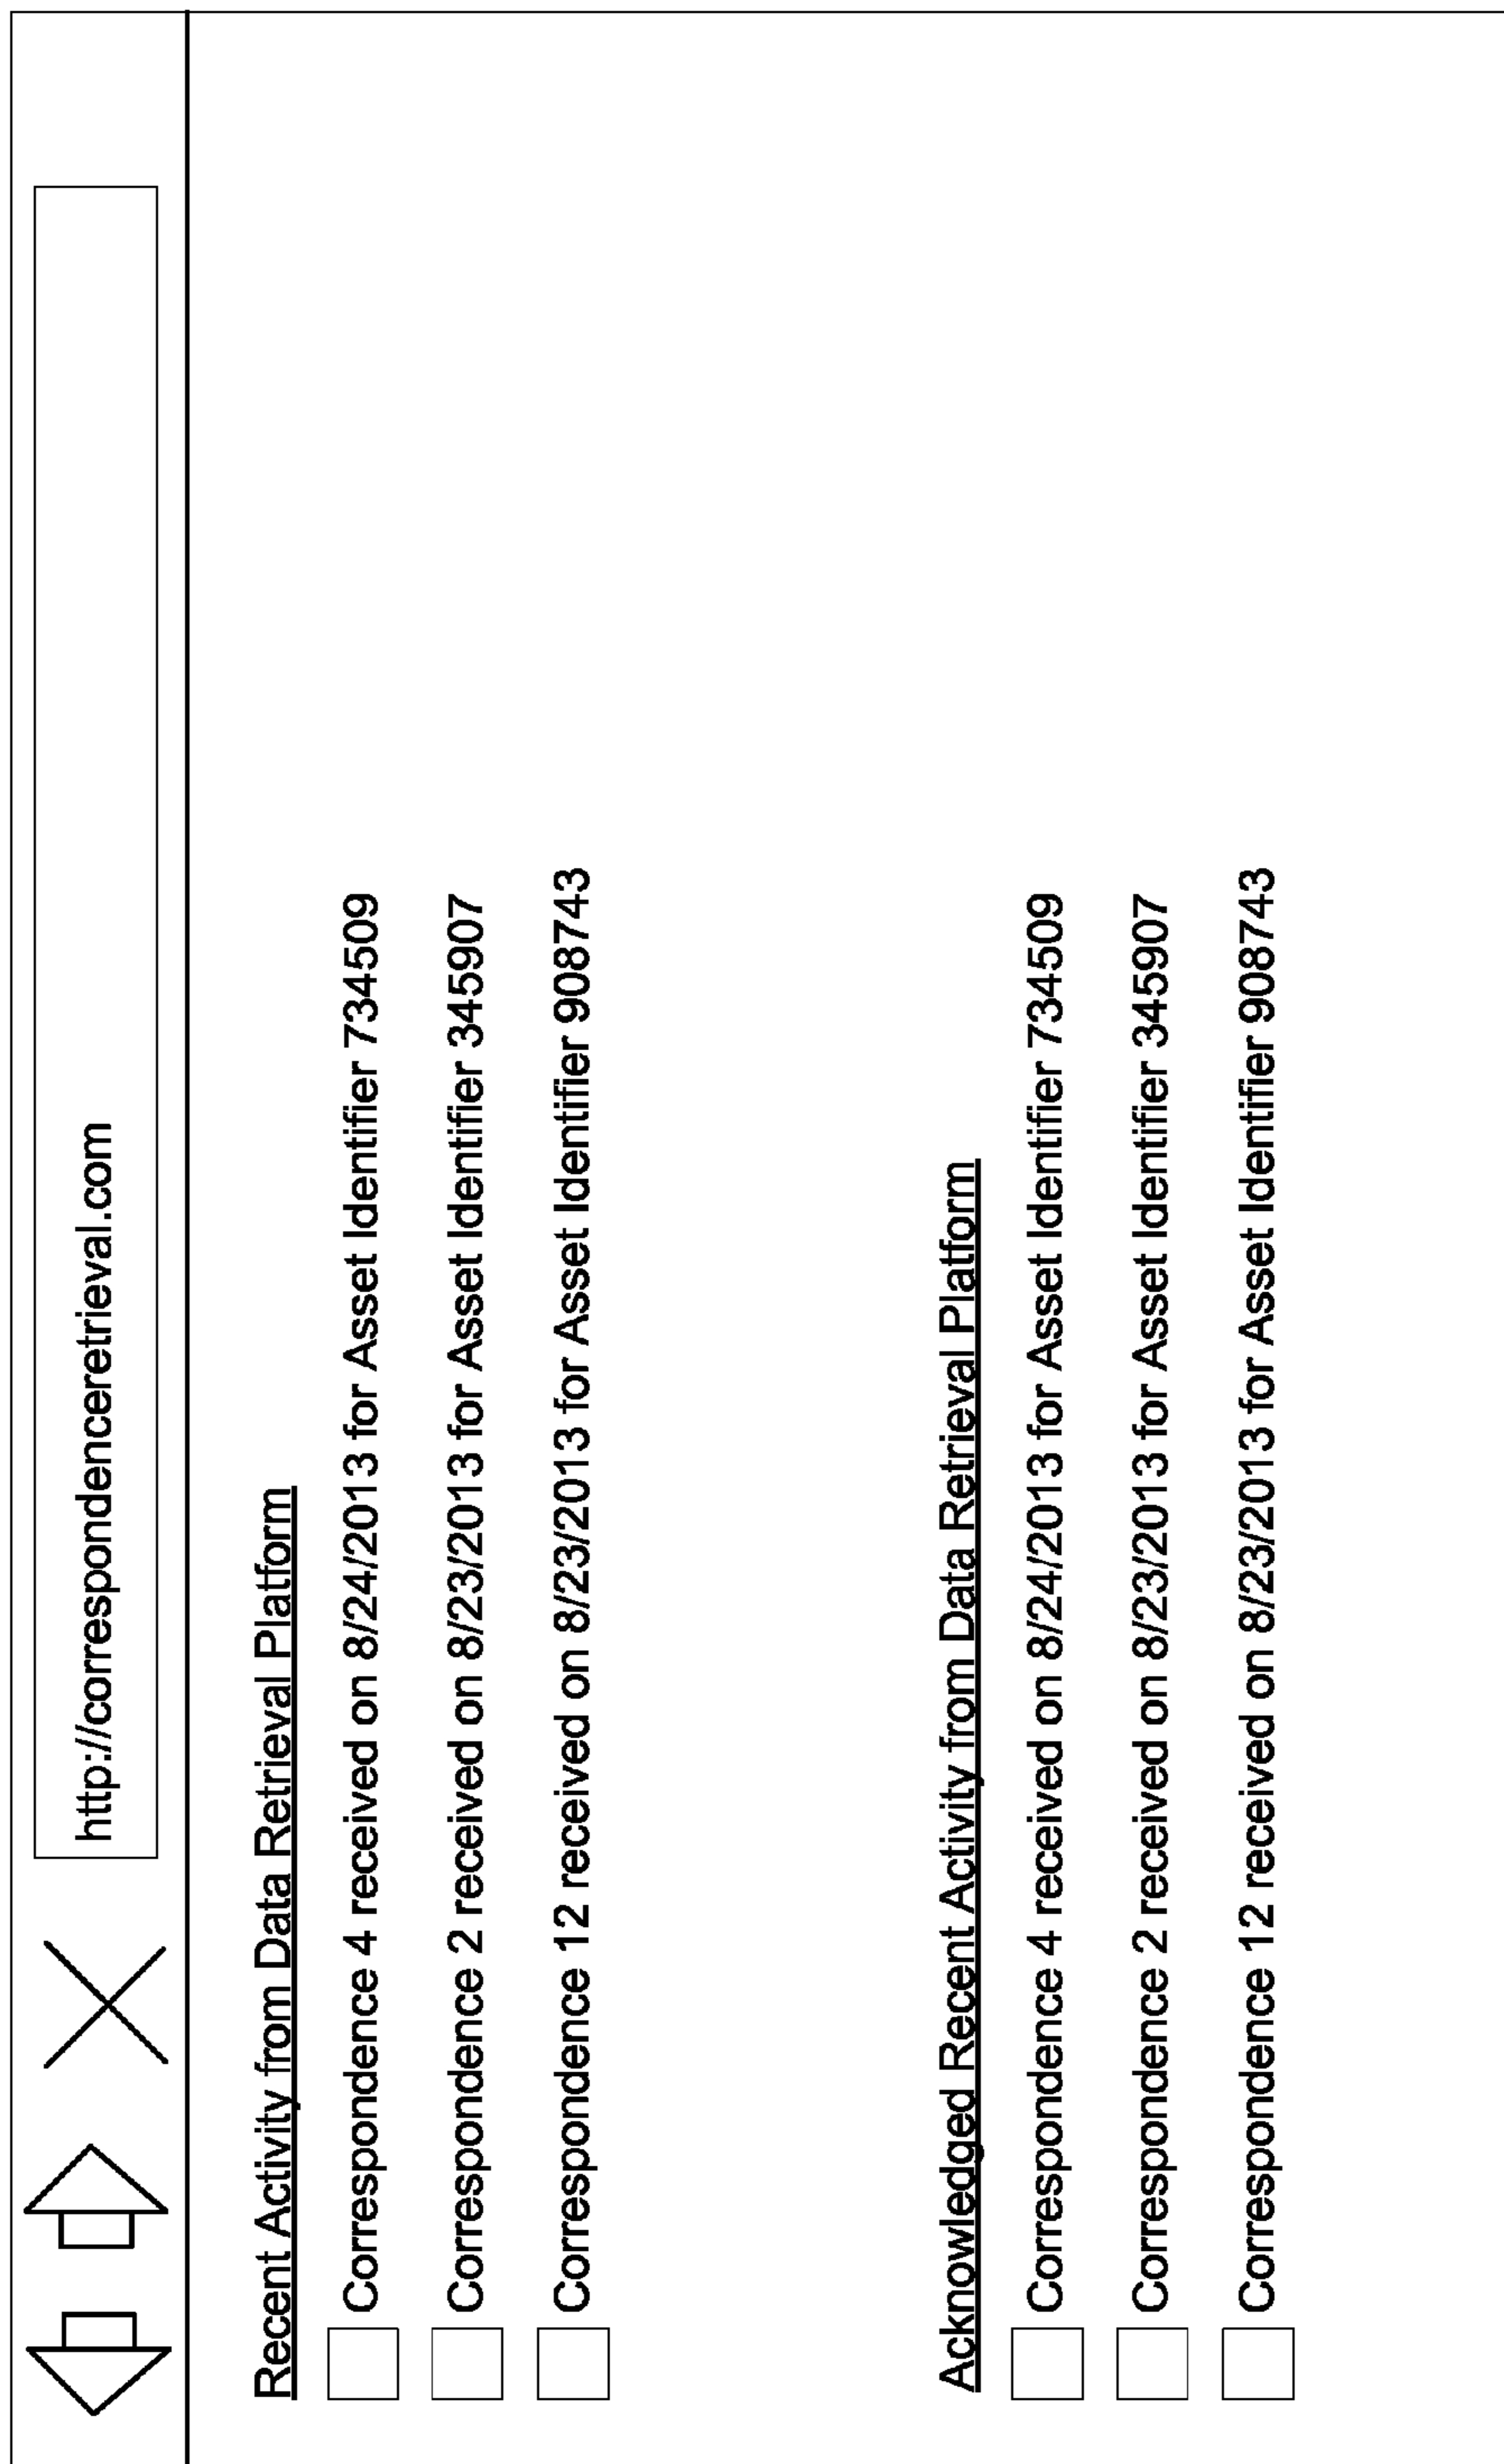 http://correspondenceretrieval.com
Recent Activity from Data Retrieval Platform
Correspondence 4 received on 8/24/2013 for Asset Identifier 734509
Correspondence 2 received on 8/23/2013 for Asset Identifier 345907
Correspondence 12 received on 8/23/2013 for Asset Identifier 908743
Acknowledged Recent Activity from Data Retrieval Platform
Correspondence 4 received on 8/24/2013 for Asset Identifier 734509
Correspondence 2 received on 8/23/2013 for Asset Identifier 345907
Correspondence 12 received on 8/23/2013 for Asset Identifier 908743